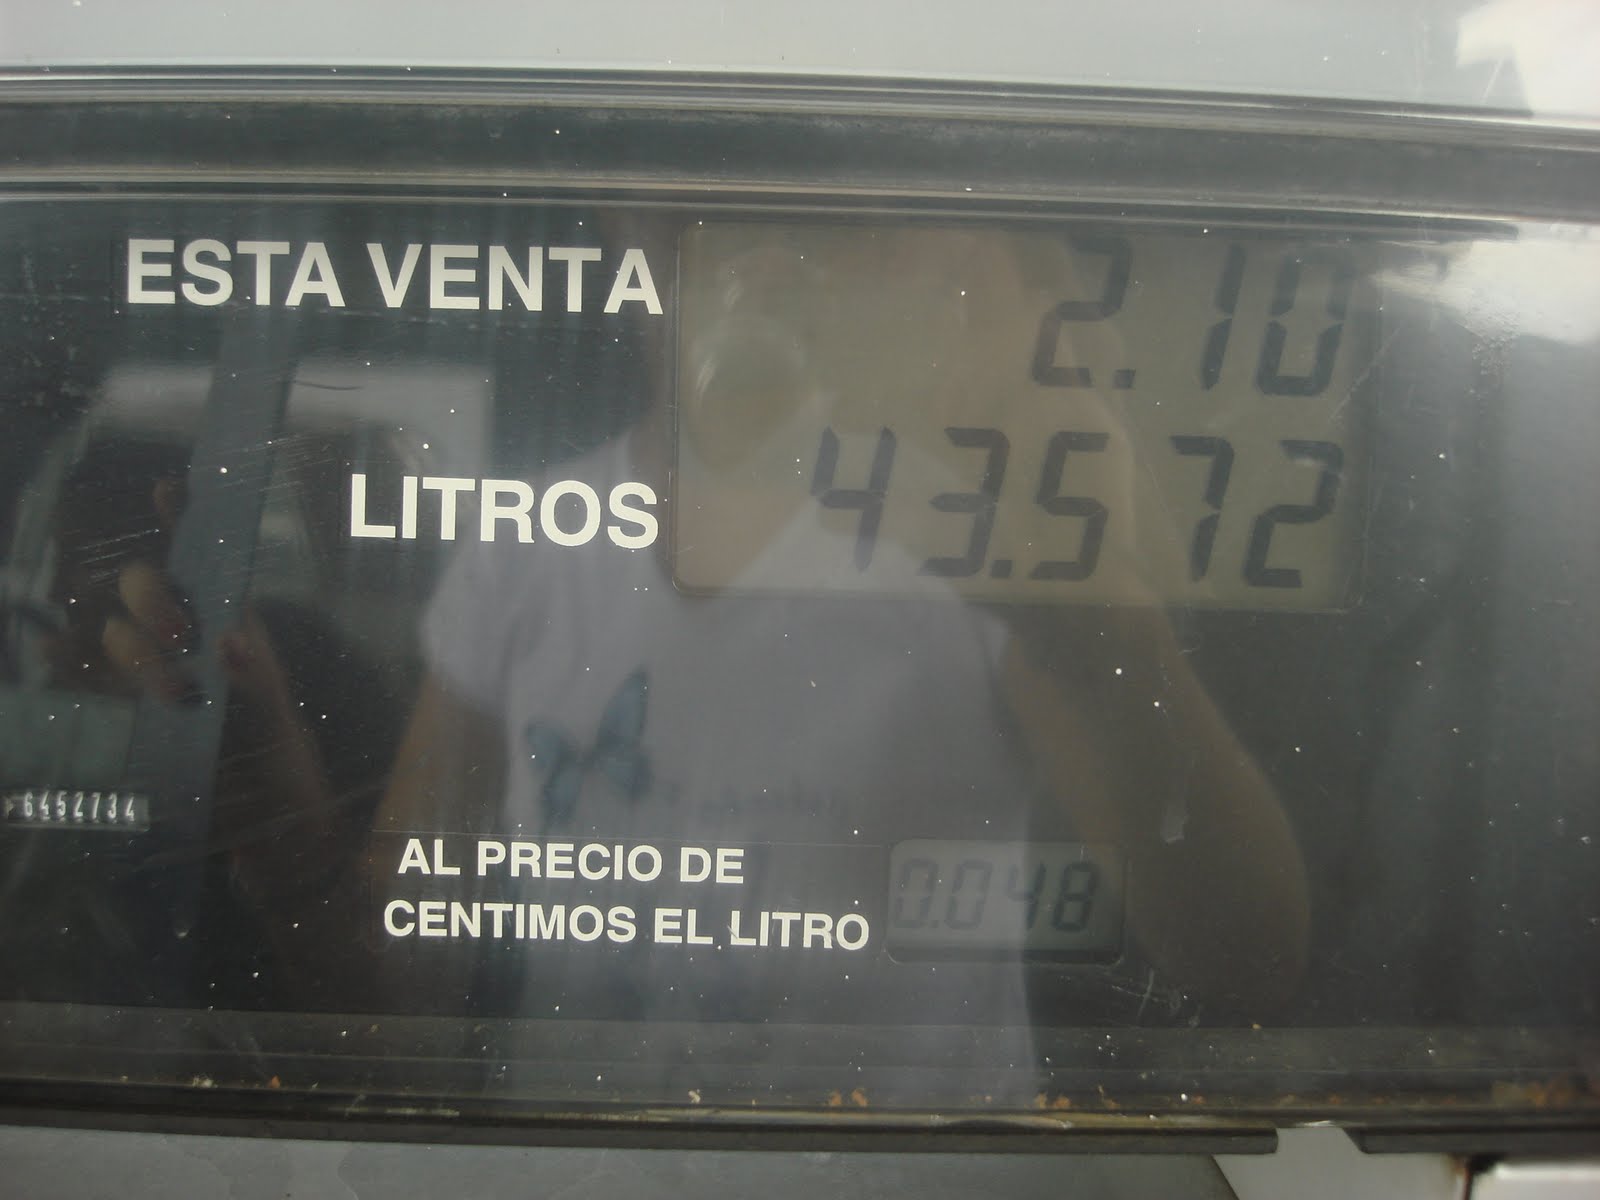 ESTA VENTA 2.10
LITROS 43.572
6452734
AL PRECIO DE
CENTIMOS EL LITRO 0.048